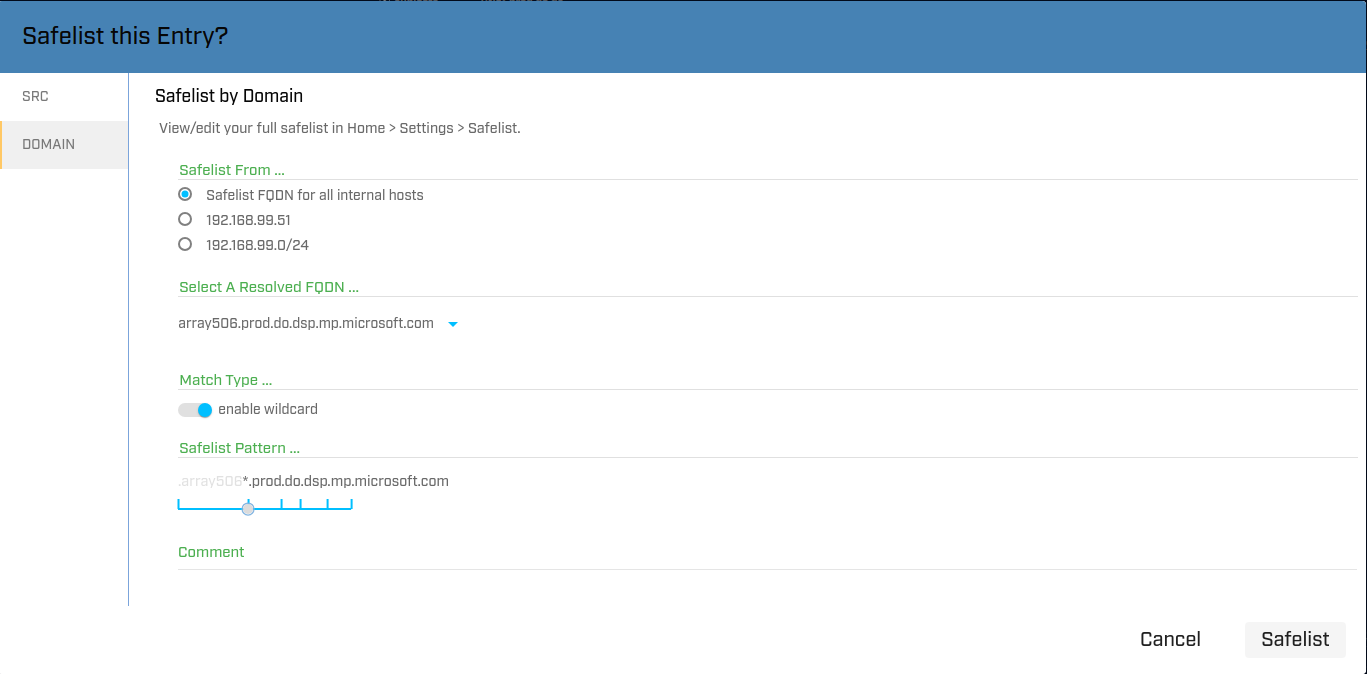 Safelist this Entry?
SRC
DOMAIN
Safelist by Domain
View/edit your full safelist in Home > Settings > Safelist.
Safelist From ...
Safelist FQDN for all internal hosts
192.168.99.51
192.168.99.0/24
Select A Resolved FQDN ...
array506.prod.do.dsp.mp.microsoft.com
Match Type ...
enable wildcard
Safelist Pattern ...
.array506*.prod.do.dsp.mp.microsoft.com
Comment
Cancel
Safelist